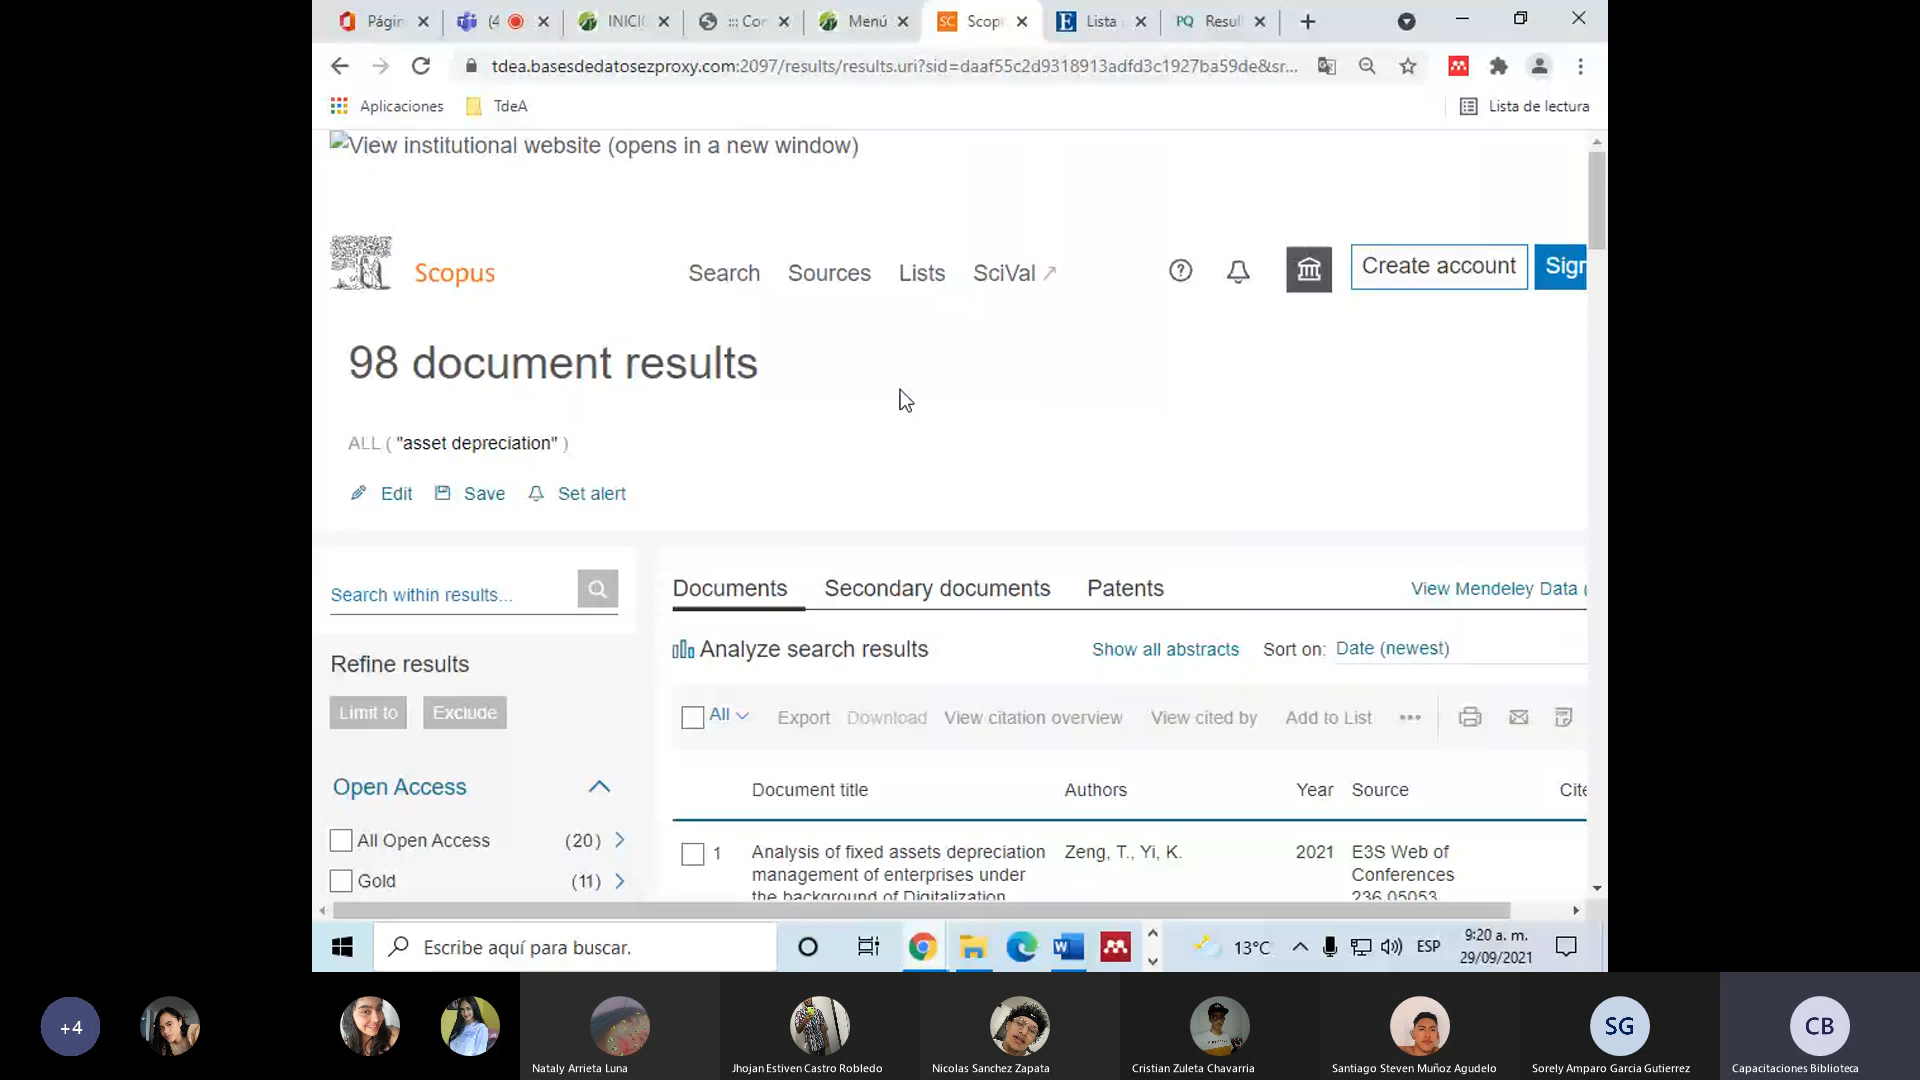 Págin
(4
INICI
::: Cor
Menú
SC Scop
E Lista
PQ Resul
tdea.basesdedatosezproxy.com:2097/results/results.uri?sid=daaf55c2d9318913adfd3c1927ba59de&sr...
Aplicaciones TdeA Lista de lectura
View institutional website (opens in a new window)
Scopus Search Sources Lists SciVal Create account Sign
98 document results
ALL ( "asset depreciation" )
Edit Save Set alert
Search within results...
Refine results
Limit to Exclude
Open Access
All Open Access (20)
Gold (11)
Documents Secondary documents Patents View Mendeley Data (
Analyze search results Show all abstracts Sort on: Date (newest)
All Export Download View citation overview View cited by Add to List
Document title Authors Year Source Cite
1 Analysis of fixed assets depreciation Zeng, T., Yi, K. 2021 E3S Web of
management of enterprises under Conferences
the background of Digitalization 236,05053
Escribe aquí para buscar. 13°C ESP 9:20 a. m.
29/09/2021
+4
SG
CB
Nataly Arrieta Luna
Jhojan Estiven Castro Robledo
Nicolas Sanchez Zapata
Cristian Zuleta Chavarria
Santiago Steven Muñoz Agudelo
Sorely Amparo Garcia Gutierrez
Capacitaciones Biblioteca